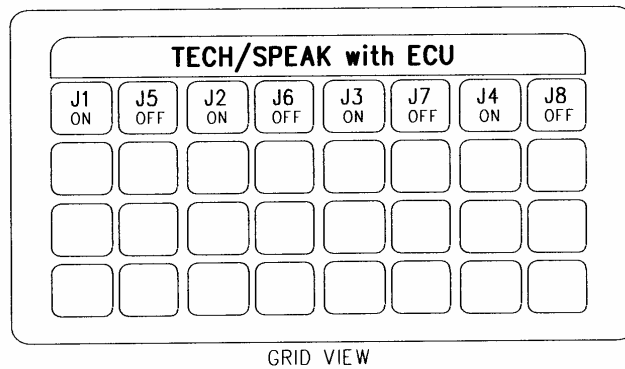 TECH/SPEAK with ECU
J1 J5 J2 J6 J3 J7 J4 J8
ON OFF ON OFF ON OFF ON OFF
GRID VIEW